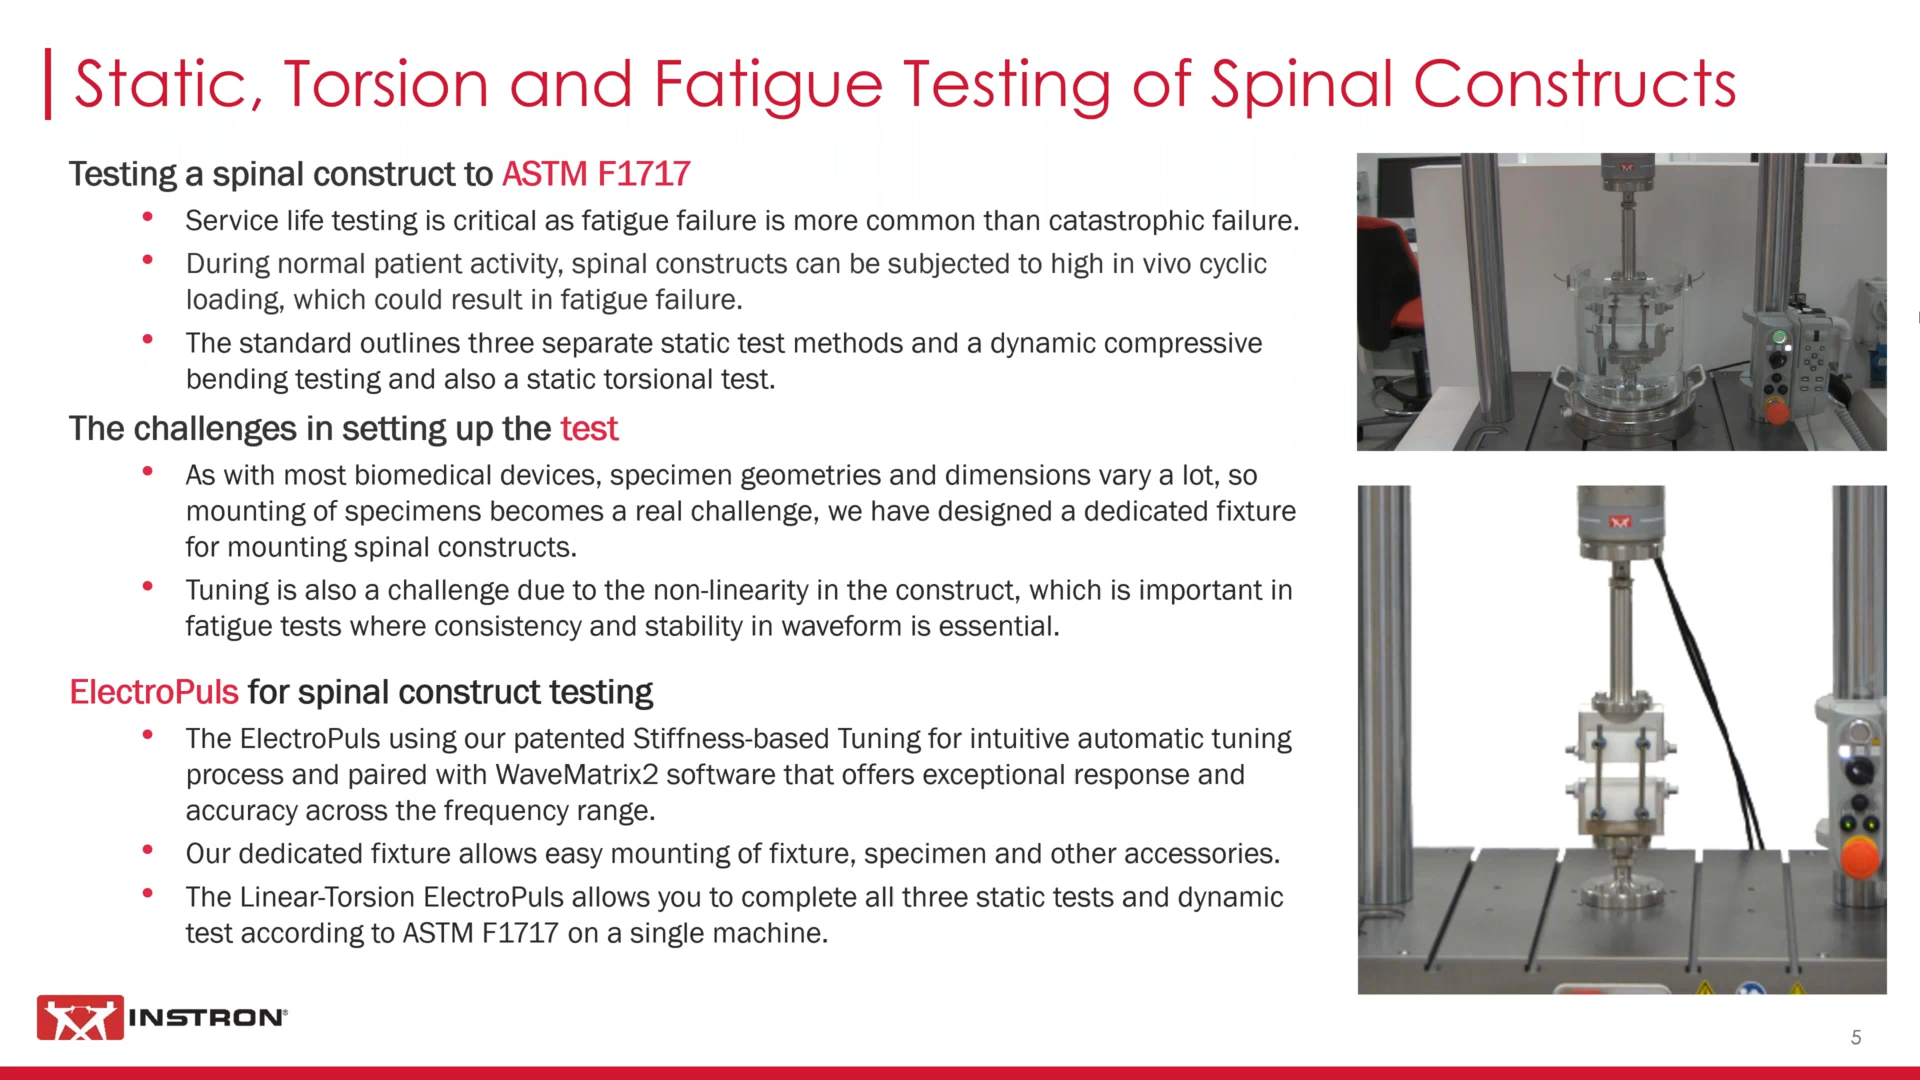 Static, Torsion and Fatigue Testing of Spinal Constructs
Testing a spinal construct to ASTM F1717
• Service life testing is critical as fatigue failure is more common than catastrophic failure.
• During normal patient activity, spinal constructs can be subjected to high in vivo cyclic
loading, which could result in fatigue failure.
• The standard outlines three separate static test methods and a dynamic compressive
bending testing and also a static torsional test.
The challenges in setting up the test
• As with most biomedical devices, specimen geometries and dimensions vary a lot, so
mounting of specimens becomes a real challenge, we have designed a dedicated fixture
for mounting spinal constructs.
• Tuning is also a challenge due to the non-linearity in the construct, which is important in
fatigue tests where consistency and stability in waveform is essential.
ElectroPuls for spinal construct testing
• The ElectroPuls using our patented Stiffness-based Tuning for intuitive automatic tuning
process and paired with WaveMatrix2 software that offers exceptional response and
accuracy across the frequency range.
• Our dedicated fixture allows easy mounting of fixture, specimen and other accessories.
• The Linear-Torsion ElectroPuls allows you to complete all three static tests and dynamic
test according to ASTM F1717 on a single machine.
INSTRON®
5